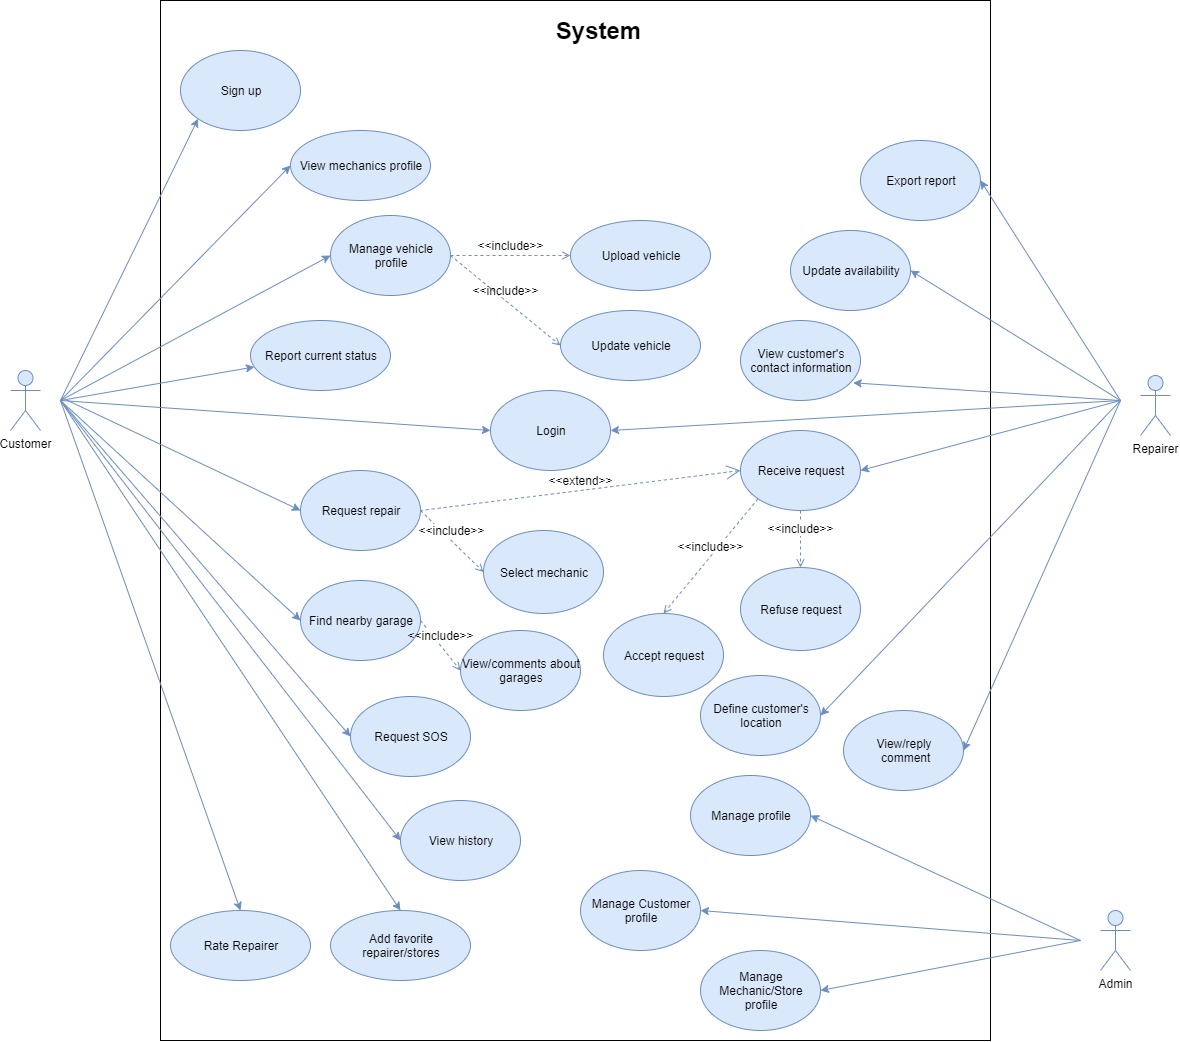 System
Sign up
View mechanics profile
Export report
Manage vehicle
profile
<<include>>
Upload vehicle
Update availability
<<include>>
Update vehicle
Report current status
View customer's
contact information
Customer
Login
Repairer
Receive request
<<extend>>
Request repair
<<include>>
Select mechanic
<<include>>
<<include>>
Refuse request
Accept request
Find nearby garage
<<include>>
View/comments about
garages
Define customer's
location
Request SOS
View/reply
comment
Manage profile
View history
Manage Customer
profile
Rate Repairer
Add favorite
repairer/stores
Manage
Mechanic/Store
profile
Admin